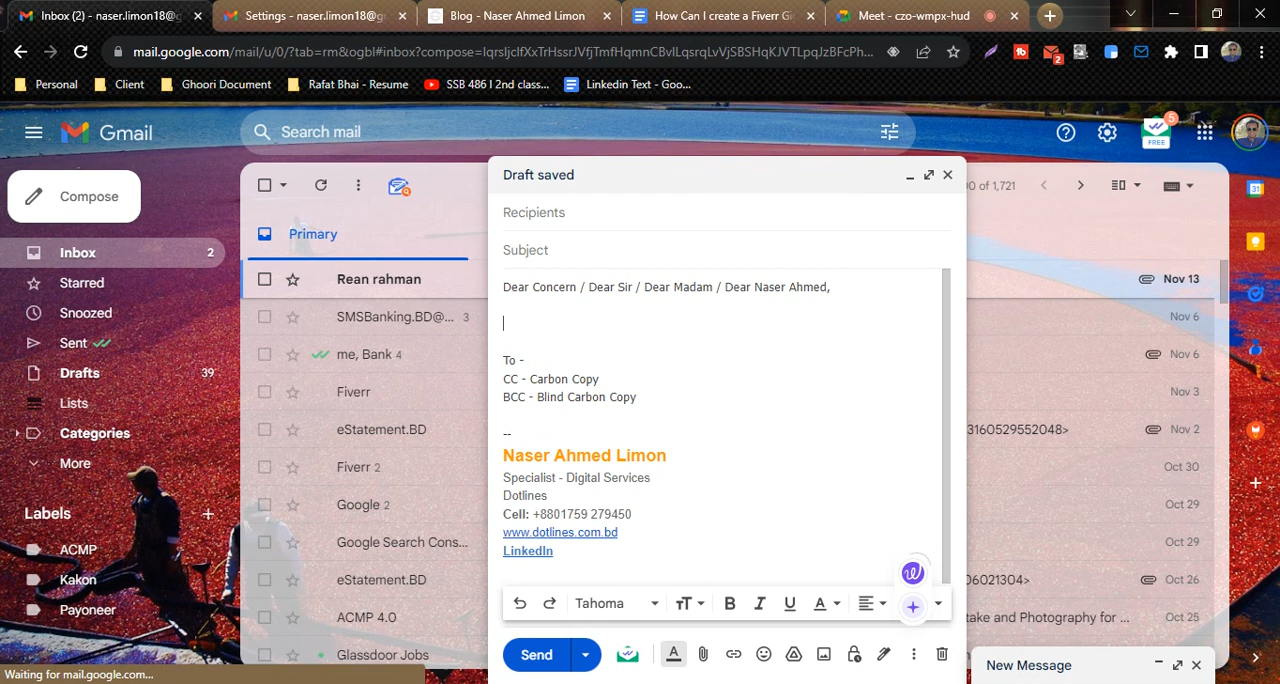 Inbox (2) - naser.limon18@g
Settings - naser.limon18@g
Blog - Naser Ahmed Limon
How Can I create a Fiverr Gi
Meet - czo-wmpx-hud
mail.google.com/mail/u/0/?tab=rm&ogbl#inbox?compose=
Personal
Client
Ghoori Document
Rafat Bhai - Resume
SSB 486 l 2nd class...
Linkedin Text - Goo...
2
Gmail
Search mail
5
FREE
Compose
Draft saved
0 of 1,721
31
Recipients
Primary
Subject
Inbox 2
Starred
Snoozed
Sent
Drafts 39
Lists
Categories
More
Labels
ACMP
Kakon
Payoneer
Rean rahman Nov 13
SMSBanking.BD@... 3 Nov 6
me, Bank 4 Nov 6
Fiverr Nov 3
eStatement.BD 3160529552048> Nov 2
Fiverr 2 Oct 30
Google 2 Oct 29
Google Search Cons... Oct 29
eStatement.BD 06021304> Oct 26
ACMP 4.0 take and Photography for ... Oct 25
Glassdoor Jobs
Dear Concern / Dear Sir / Dear Madam / Dear Naser Ahmed,
To -
CC - Carbon Copy
BCC - Blind Carbon Copy
--
Naser Ahmed Limon
Specialist - Digital Services
Dotlines
Cell: +8801759 279450
www.dotlines.com.bd
LinkedIn
Tahoma
B I U A
Send
A
New Message
Waiting for mail.google.com...